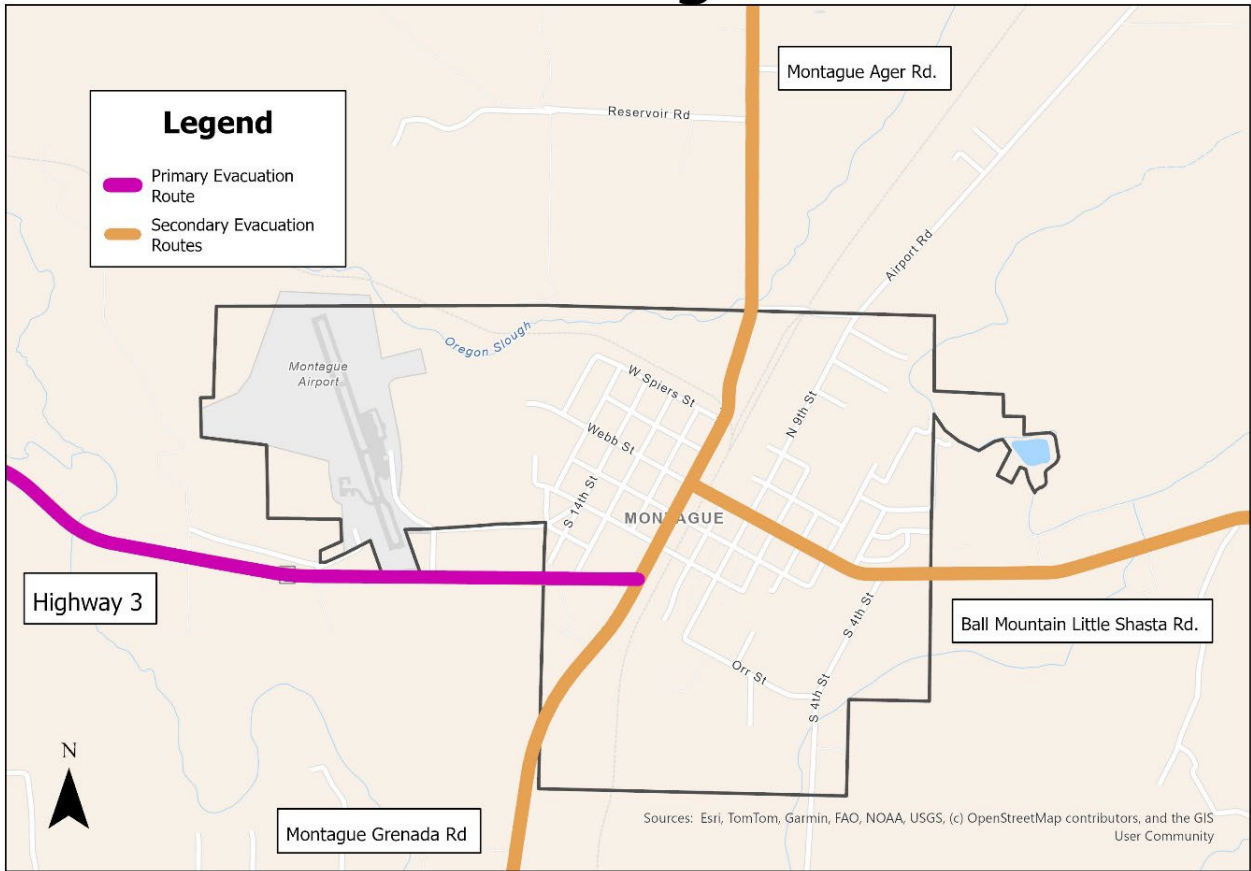 Montague Ager Rd.
Reservoir Rd
Legend
Primary Evacuation
Route
Secondary Evacuation
Routes
Airport Rd
Oregon Slough
Montague
Airport
W Spiers St
N 9th St
Webb St
S 14th St
MONTAGUE
Highway 3
S 4th St
Ball Mountain Little Shasta Rd.
Orr St
S 4th St
N
Montague Grenada Rd
Sources: Esri, TomTom, Garmin, FAO, NOAA, USGS, (c) OpenStreetMap contributors, and the GIS
User Community